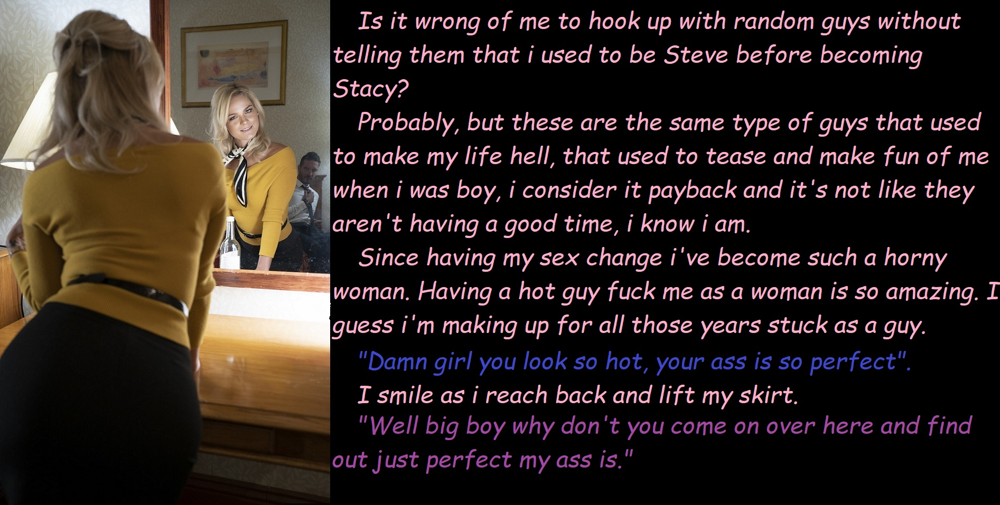 Is it wrong of me to hook up with random guys without
telling them that i used to be Steve before becoming
Stacy?
Probably, but these are the same type of guys that used
to make my life hell, that used to tease and make fun of me
when i was boy, i consider it payback and it's not like they
aren't having a good time, i know i am.
Since having my sex change i've become such a horny
woman. Having a hot guy fuck me as a woman is so amazing. I
guess i'm making up for all those years stuck as a guy.
"Damn girl you look so hot, your ass is so perfect".
I smile as i reach back and lift my skirt.
"Well big boy why don't you come on over here and find
out just perfect my ass is."